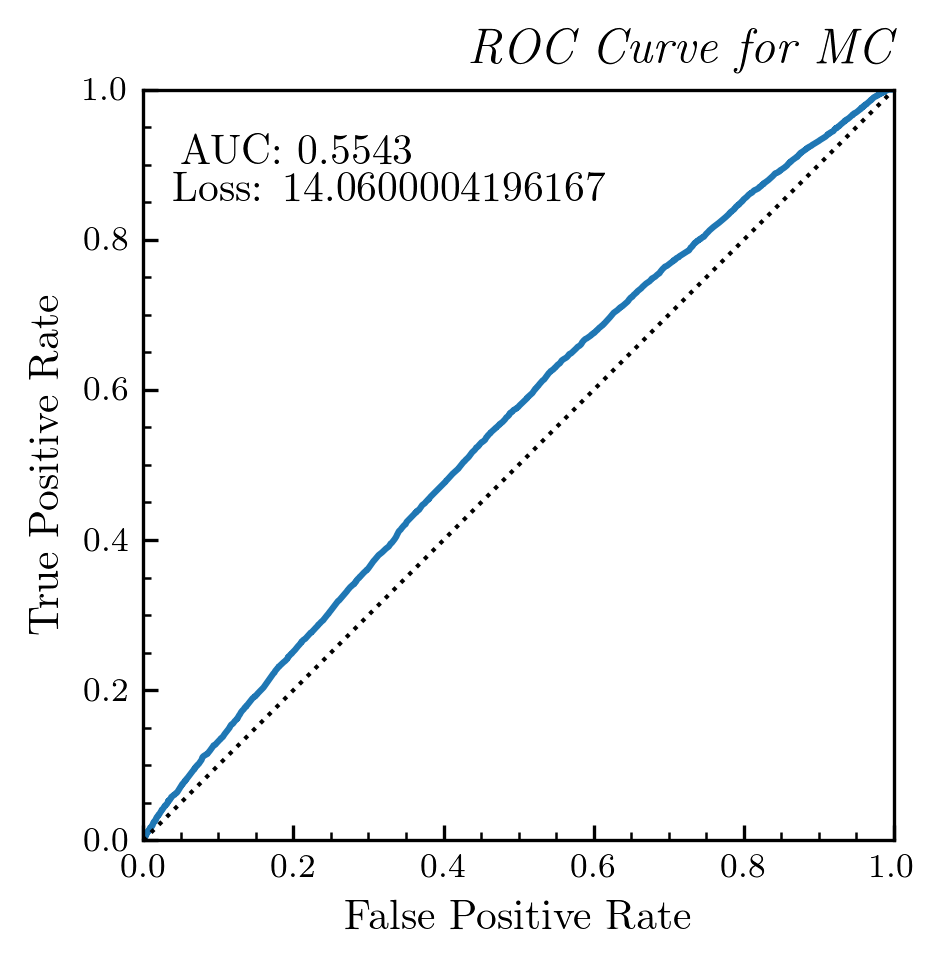 ROC Curve for MC
1.0
AUC: 0.5543
Loss: 14.0600004196167
0.8
0.6
0.4
0.2
0.0
True Positive Rate
0.0 0.2 0.4 0.6 0.8 1.0
False Positive Rate